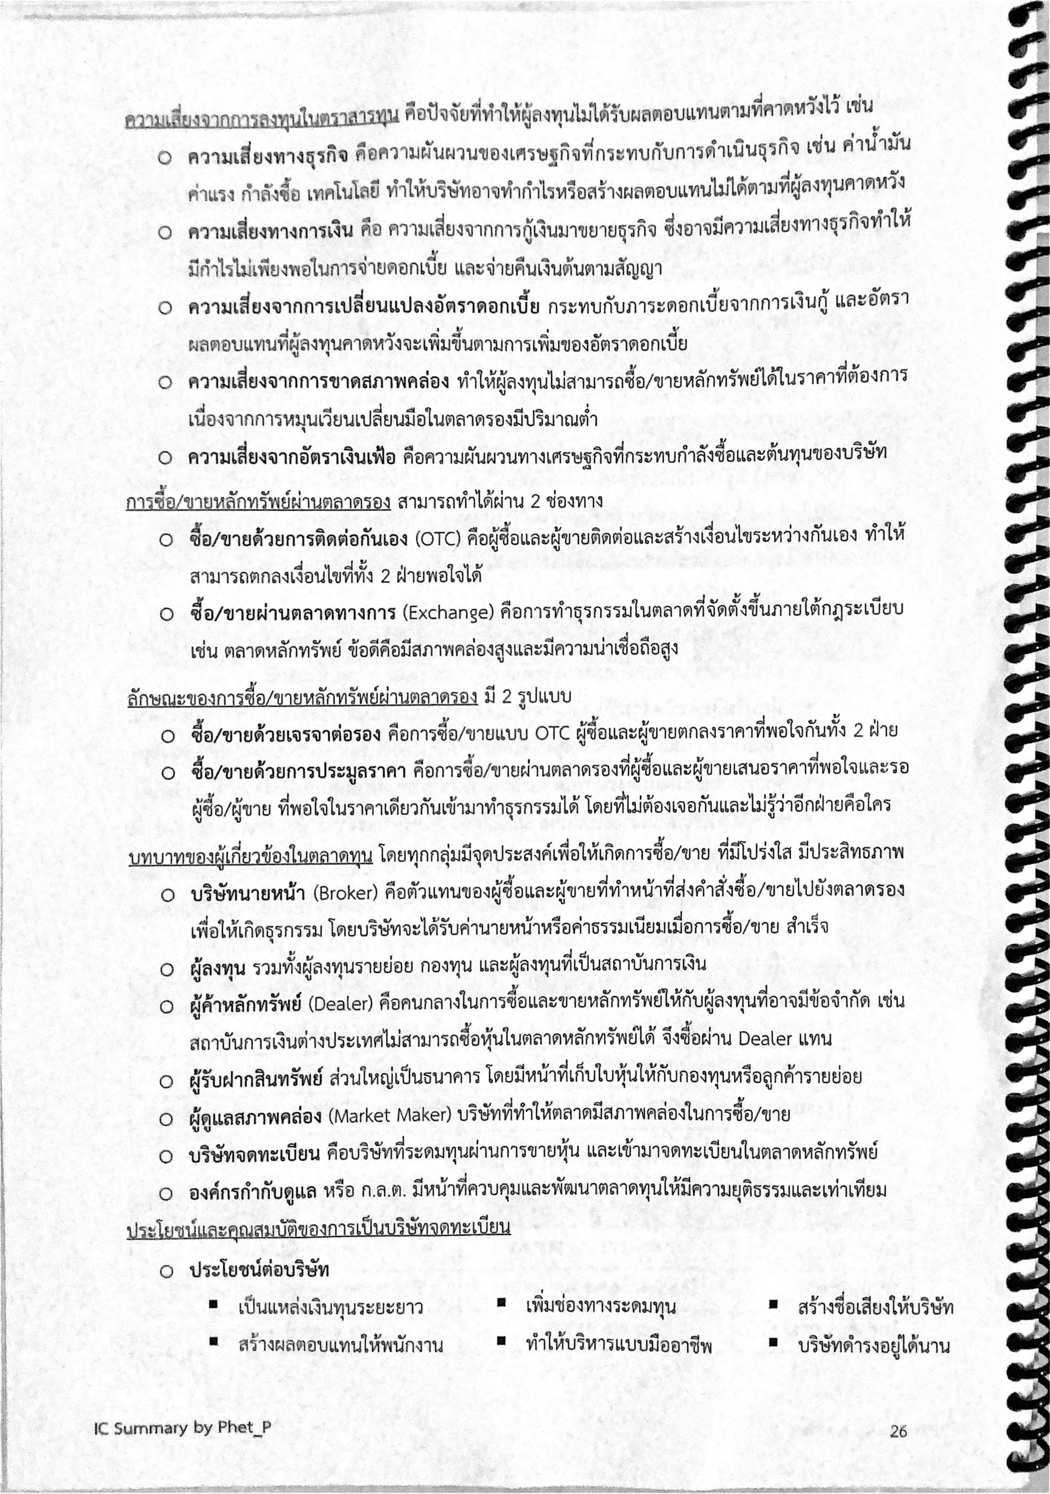 ความเสี่ยงจากการลงทุนในตราสารทุน คือปัจจัยที่ทำให้ผู้ลงทุนไม่ได้รับผลตอบแทนตามที่คาดหวังไว้ เช่น
○ ความเสี่ยงทางธุรกิจ คือความผันผวนของเศรษฐกิจที่กระทบกับการดำเนินธุรกิจ เช่น ค่าน้ำมัน
ค่าแรง กำลังซื้อ เทคโนโลยี ทำให้บริษัทอาจทำกำไรหรือสร้างผลตอบแทนไม่ได้ตามที่ผู้ลงทุนคาดหวัง
○ ความเสี่ยงทางการเงิน คือ ความเสี่ยงจากการกู้เงินมาขยายธุรกิจ ซึ่งอาจมีความเสี่ยงทางธุรกิจทำให้
มีกำไรไม่เพียงพอในการจ่ายดอกเบี้ย และจ่ายคืนเงินต้นตามสัญญา
○ ความเสี่ยงจากการเปลี่ยนแปลงอัตราดอกเบี้ย กระทบกับภาระดอกเบี้ยจากการเงินกู้ และอัตรา
ผลตอบแทนที่ผู้ลงทุนคาดหวังจะเพิ่มขึ้นตามการเพิ่มของอัตราดอกเบี้ย
○ ความเสี่ยงจากการขาดสภาพคล่อง ทำให้ผู้ลงทุนไม่สามารถซื้อ/ขายหลักทรัพย์ได้ในราคาที่ต้องการ
เนื่องจากการหมุนเวียนเปลี่ยนมือในตลาดรองมีปริมาณต่ำ
○ ความเสี่ยงจากอัตราเงินเฟ้อ คือความผันผวนทางเศรษฐกิจที่กระทบกำลังซื้อและต้นทุนของบริษัท
การซื้อ/ขายหลักทรัพย์ผ่านตลาดรอง สามารถทำได้ผ่าน 2 ช่องทาง
○ ซื้อ/ขายด้วยการติดต่อกันเอง (OTC) คือผู้ซื้อและผู้ขายติดต่อและสร้างเงื่อนไขระหว่างกันเอง ทำให้
สามารถตกลงเงื่อนไขที่ทั้ง 2 ฝ่ายพอใจได้
○ ซื้อ/ขายผ่านตลาดทางการ (Exchange) คือการทำธุรกรรมในตลาดที่จัดตั้งขึ้นภายใต้กฎระเบียบ
เช่น ตลาดหลักทรัพย์ ข้อดีคือมีสภาพคล่องสูงและมีความน่าเชื่อถือสูง
ลักษณะของการซื้อ/ขายหลักทรัพย์ผ่านตลาดรอง มี 2 รูปแบบ
○ ซื้อ/ขายด้วยเจรจาต่อรอง คือการซื้อ/ขายแบบ OTC ผู้ซื้อและผู้ขายตกลงราคาที่พอใจกันทั้ง 2 ฝ่าย
○ ซื้อ/ขายด้วยการประมูลราคา คือการซื้อ/ขายผ่านตลาดรองที่ผู้ซื้อและผู้ขายเสนอราคาที่พอใจและรอ
ผู้ซื้อ/ผู้ขาย ที่พอใจในราคาเดียวกันเข้ามาทำธุรกรรมได้ โดยที่ไม่ต้องเจอกันและไม่รู้ว่าอีกฝ่ายคือใคร
บทบาทของผู้เกี่ยวข้องในตลาดทุน โดยทุกกลุ่มมีจุดประสงค์เพื่อให้เกิดการซื้อ/ขาย ที่มีโปร่งใส มีประสิทธภาพ
○ บริษัทนายหน้า (Broker) คือตัวแทนของผู้ซื้อและผู้ขายที่ทำหน้าที่ส่งคำสั่งซื้อ/ขายไปยังตลาดรอง
เพื่อให้เกิดธุรกรรม โดยบริษัทจะได้รับค่านายหน้าหรือค่าธรรมเนียมเมื่อการซื้อ/ขาย สำเร็จ
○ ผู้ลงทุน รวมทั้งผู้ลงทุนรายย่อย กองทุน และผู้ลงทุนที่เป็นสถาบันการเงิน
○ ผู้ค้าหลักทรัพย์ (Dealer) คือคนกลางในการซื้อและขายหลักทรัพย์ให้กับผู้ลงทุนที่อาจมีข้อจำกัด เช่น
สถาบันการเงินต่างประเทศไม่สามารถซื้อหุ้นในตลาดหลักทรัพย์ได้ จึงซื้อผ่าน Dealer แทน
○ ผู้รับฝากสินทรัพย์ ส่วนใหญ่เป็นธนาคาร โดยมีหน้าที่เก็บใบหุ้นให้กับกองทุนหรือลูกค้ารายย่อย
○ ผู้ดูแลสภาพคล่อง (Market Maker) บริษัทที่ทำให้ตลาดมีสภาพคล่องในการซื้อ/ขาย
○ บริษัทจดทะเบียน คือบริษัทที่ระดมทุนผ่านการขายหุ้น และเข้ามาจดทะเบียนในตลาดหลักทรัพย์
○ องค์กรกำกับดูแล หรือ ก.ล.ต. มีหน้าที่ควบคุมและพัฒนาตลาดทุนให้มีความยุติธรรมและเท่าเทียม
ประโยชน์และคุณสมบัติของการเป็นบริษัทจดทะเบียน
○ ประโยชน์ต่อบริษัท
▪ เป็นแหล่งเงินทุนระยะยาว ▪ เพิ่มช่องทางระดมทุน ▪ สร้างชื่อเสียงให้บริษัท
▪ สร้างผลตอบแทนให้พนักงาน ▪ ทำให้บริหารแบบมืออาชีพ ▪ บริษัทดำรงอยู่ได้นาน
IC Summary by Phet_P 26